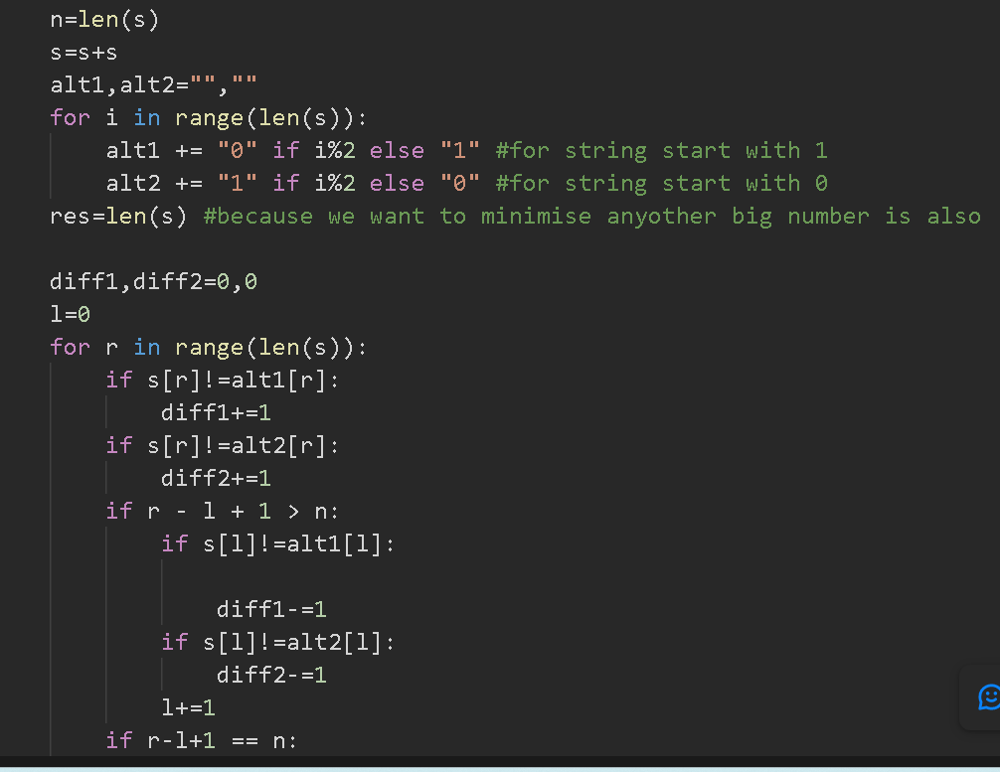 n=len(s)
s=s+s
alt1,alt2="",""
for i in range(len(s)):
    alt1 += "0" if i%2 else "1" #for string start with 1
    alt2 += "1" if i%2 else "0" #for string start with 0
res=len(s) #because we want to minimise anyother big number is also
diff1,diff2=0,0
l=0
for r in range(len(s)):
    if s[r]!=alt1[r]:
        diff1+=1
    if s[r]!=alt2[r]:
        diff2+=1
    if r - l + 1 > n:
        if s[l]!=alt1[l]:
            diff1-=1
        if s[l]!=alt2[l]:
            diff2-=1
        l+=1
    if r-l+1 == n: